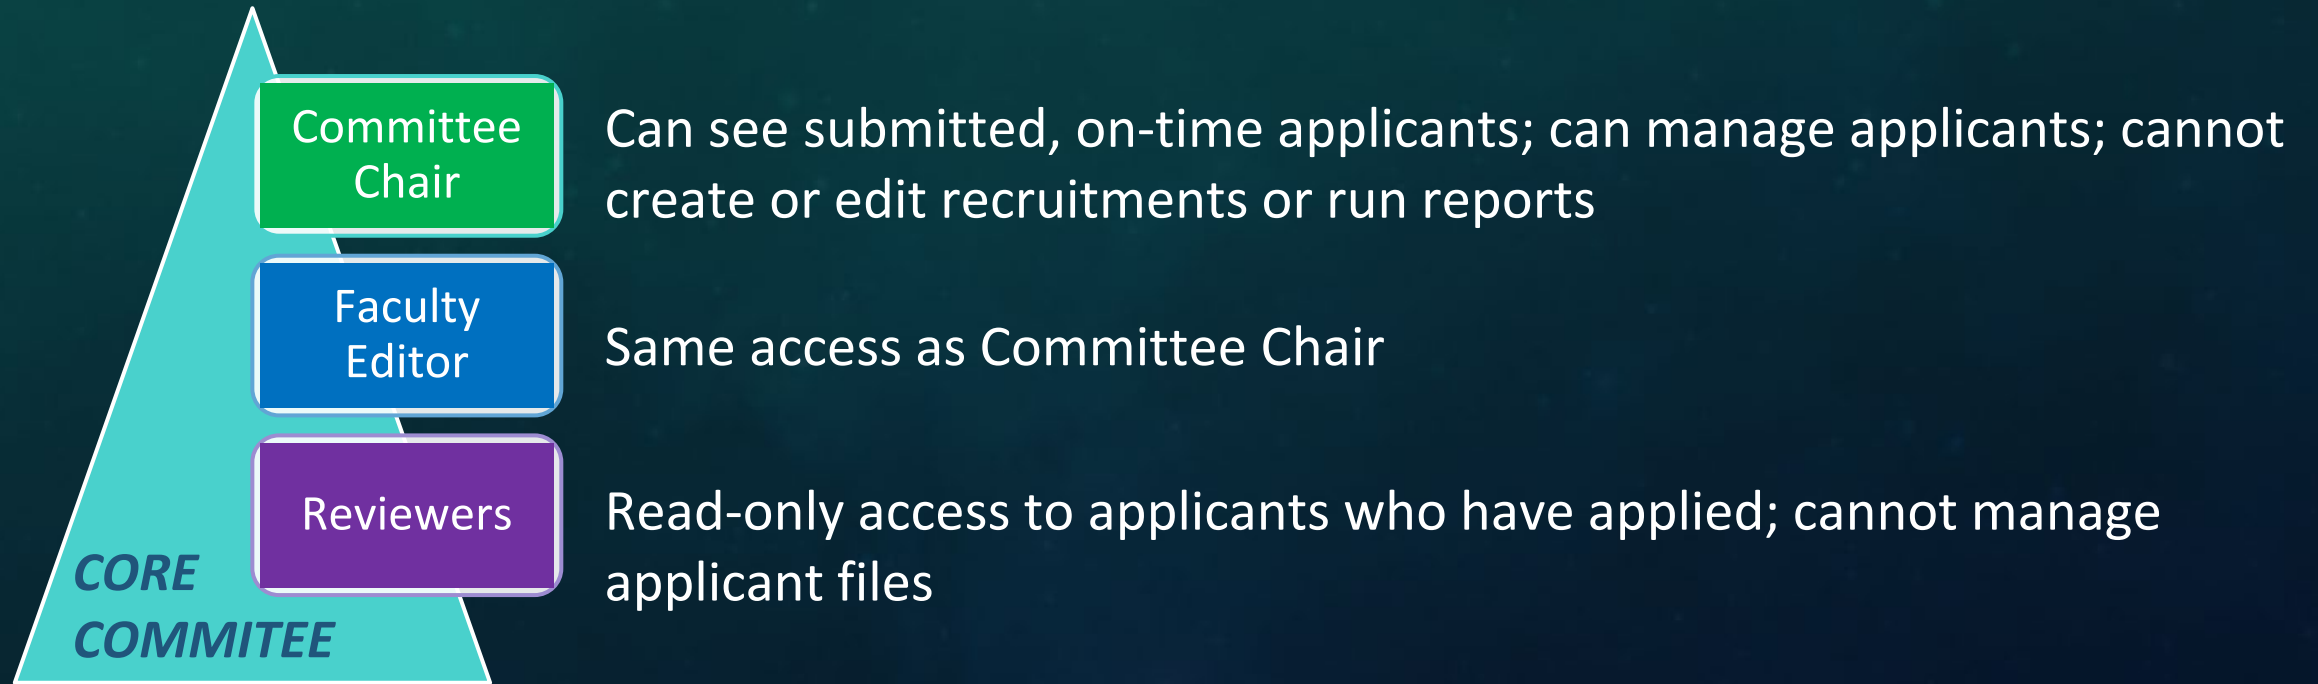 Committee
Chair
Can see submitted, on-time applicants; can manage applicants; cannot
create or edit recruitments or run reports
Faculty
Editor
Same access as Committee Chair
Reviewers
Read-only access to applicants who have applied; cannot manage
applicant files
CORE
COMMITEE